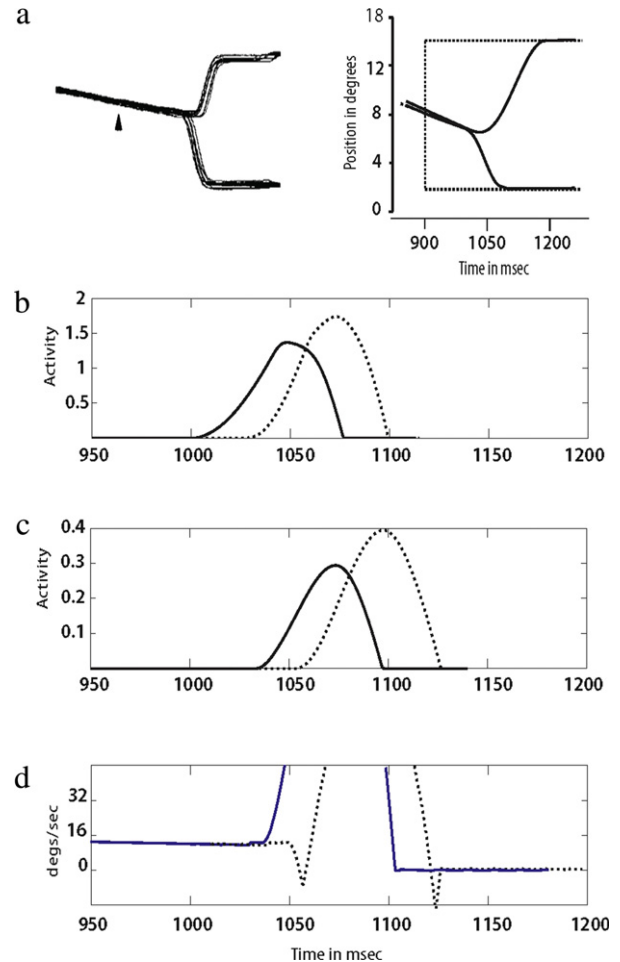 a
18
12
8
4
0
Position in degrees
900 1050 1200
Time in msec
b
2
1.5
1
0.5
Activity
950 1000 1050 1100 1150 1200
c
0.4
0.3
0.2
0.1
Activity
950 1000 1050 1100 1150 1200
d
32
16
0
degs/sec
950 1000 1050 1100 1150 1200
Time in msec